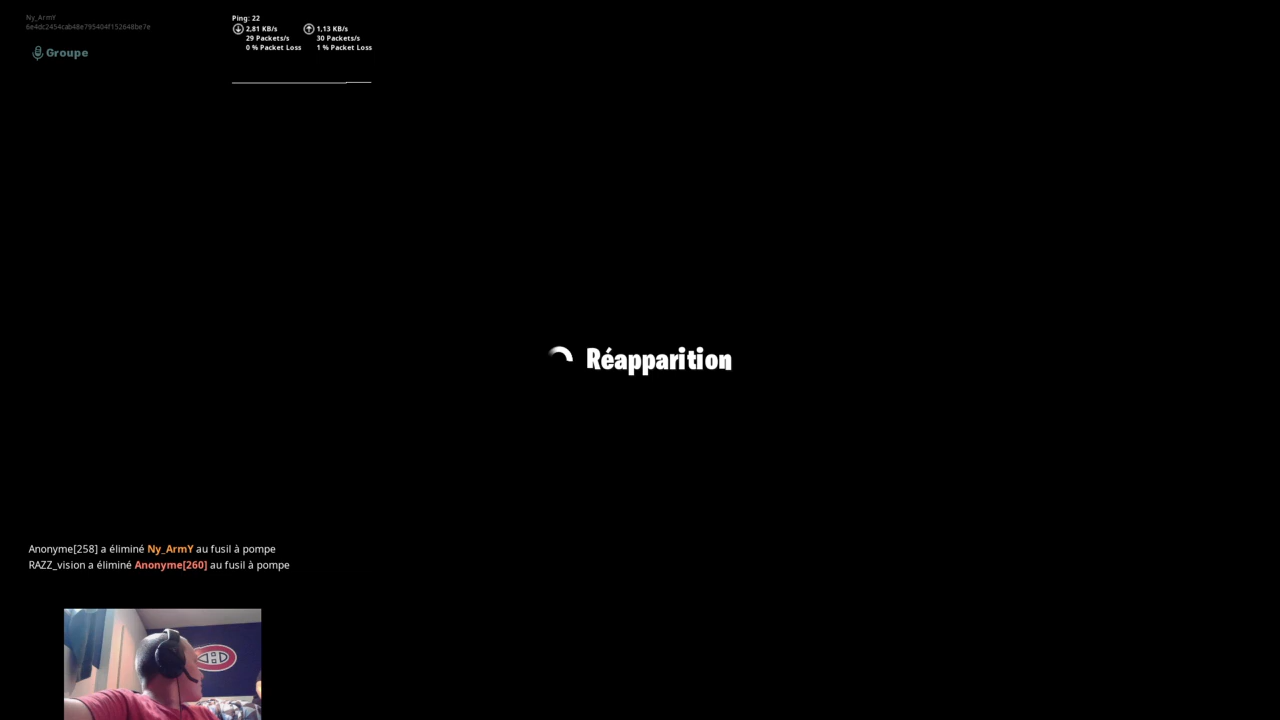 Ny_ArmY
6e4dc2454cab48e795404f152648be7e
Groupe
Ping: 22
2,81 KB/s
29 Packets/s
0 % Packet Loss
1,13 KB/s
30 Packets/s
1 % Packet Loss
Réapparition
Anonyme[258] a éliminé Ny_ArmY au fusil à pompe
RAZZ_vision a éliminé Anonyme[260] au fusil à pompe